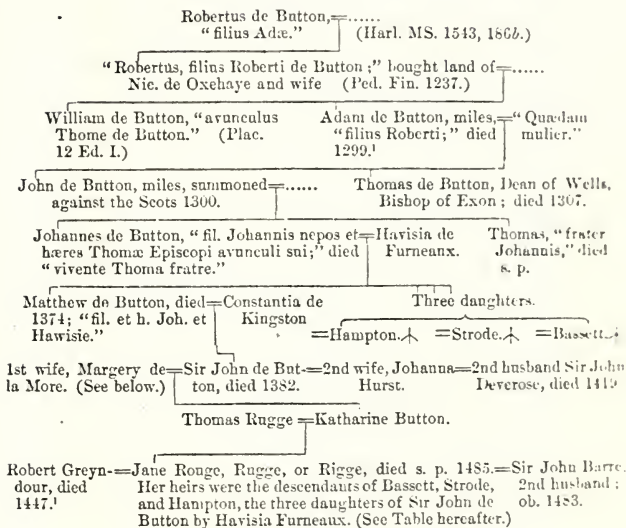 Robertus de Button,=......
"filius Adæ." (Harl. MS. 1543, 186b.)
"Robertus, filius Roberti de Button;" bought land of=......
Nic. de Oxehaye and wife (Ped. Fin. 1237.)
William de Button, "avunculus Adam de Button, miles,="Quædam
Thome de Button." (Plac. "filius Roberti;" died mulier."
12 Ed. I.) 1299.¹
John de Button, miles, summoned=...... Thomas de Button, Dean of Wells,
against the Scots 1300. Bishop of Exon; died 1307.
Johannes de Button, "fil. Johannis nepos et=Havisia de Thomas, "frater
hæres Thomæ Episcopi avunculi sui;" died Furneaux. Johannis," died
"vivente Thoma fratre." s. p.
Matthew de Button, died=Constantia de Three daughters.
1374; "fil. et h. Joh. et Kingston
Hawisie." =Hampton. =Strode. =Bassett.
1st wife, Margery de=Sir John de But-=2nd wife, Johanna=2nd husband Sir John
la More. (See below.) ton, died 1382. Hurst. Deverose, died 1419
Thomas Rugge=Katharine Button.
Robert Greyn-=Jane Rouge, Rugge, or Rigge, died s. p. 1485.=Sir John Barre.
dour, died Her heirs were the descendants of Bassett, Strode, 2nd husband;
1447.¹ and Hampton, the three daughters of Sir John de ob. 1483.
Button by Havisia Furneaux. (See Table hereafter.)